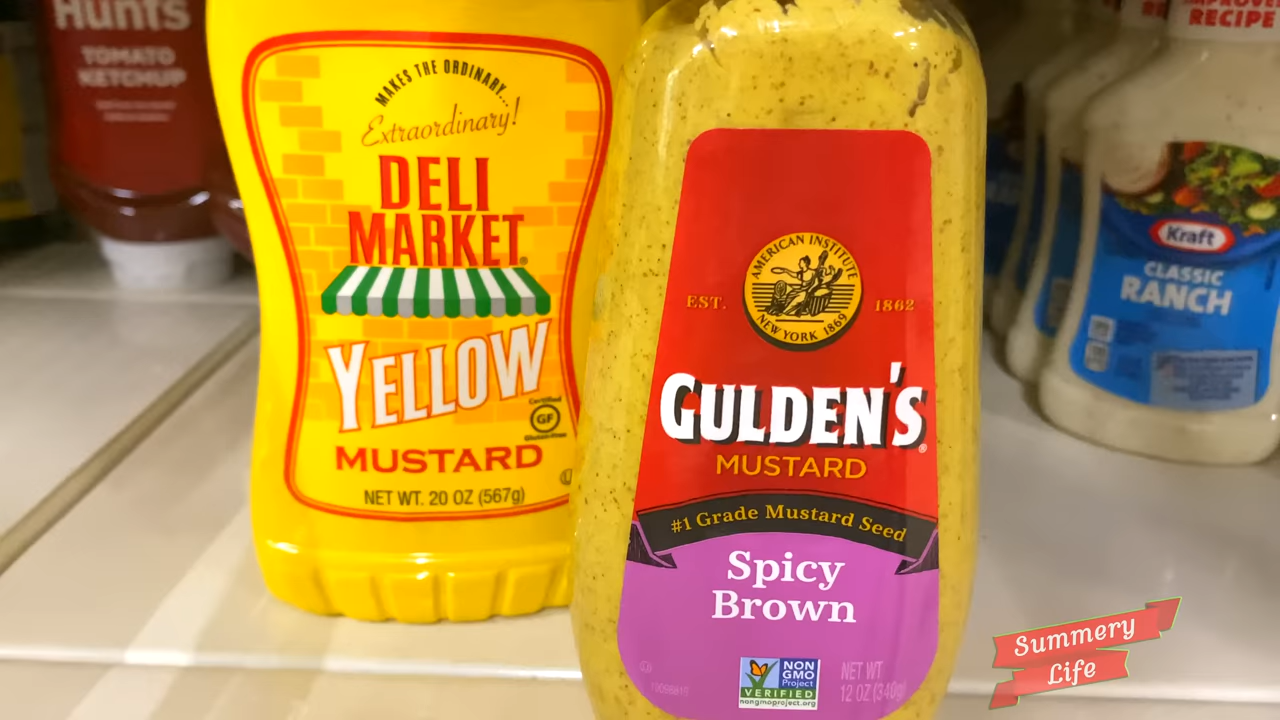 Hunt's
TOMATO
KETCHUP
MAKES THE ORDINARY...
Extraordinary!
DELI
MARKET®
YELLOW
Certified
GF
Gluten-Free
MUSTARD
NET WT. 20 OZ (567g)
AMERICAN INSTITUTE
NEW YORK 1869
EST. 1862
GULDEN'S®
MUSTARD
#1 Grade Mustard Seed
Spicy
Brown
NON
GMO
Project
VERIFIED
nongmoproject.org
NET WT
12 OZ (340g)
IMPROVED
RECIPE
Kraft
CLASSIC
RANCH
Summery
Life